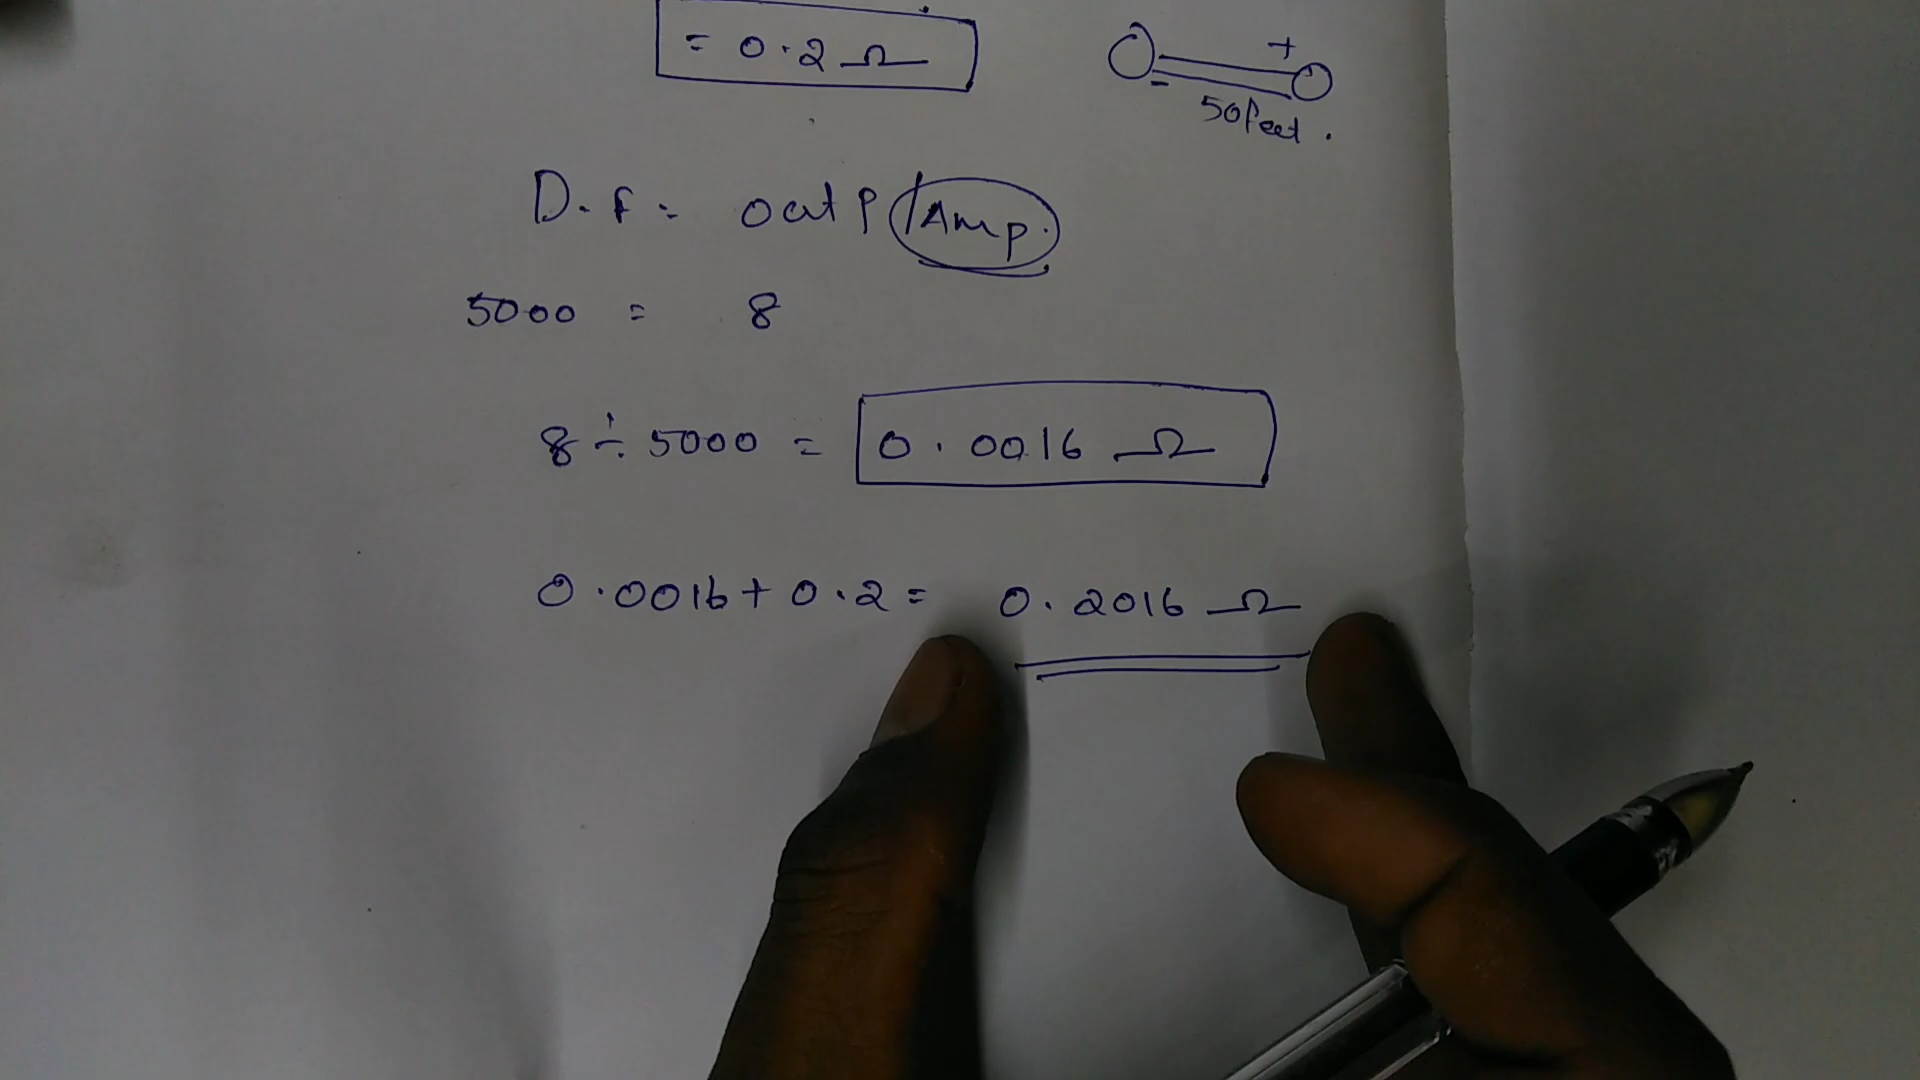 = 0.2 Ω
+
-
50feet.
D.f = outp/Amp.
5000 = 8
8 ÷ 5000 = 0.0016 Ω
0.0016 + 0.2 = 0.2016 Ω